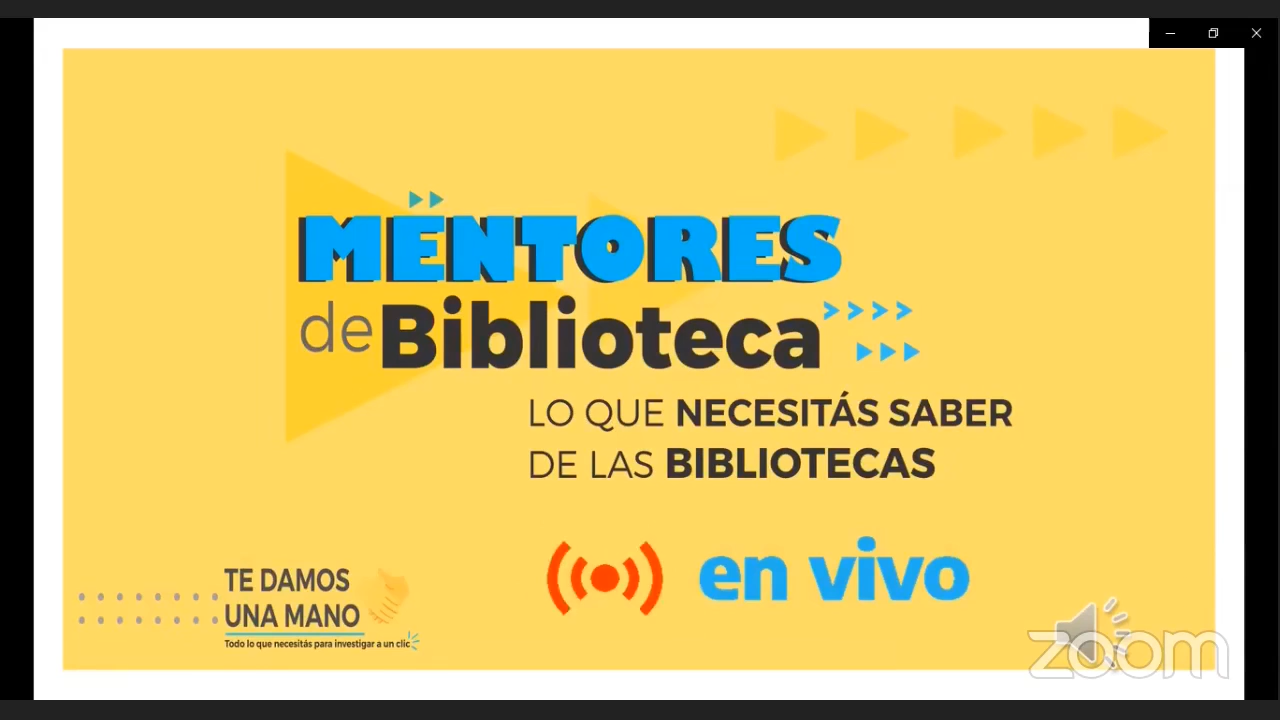 MENTORES
de Biblioteca
LO QUE NECESITÁS SABER
DE LAS BIBLIOTECAS
en vivo
TE DAMOS
UNA MANO
Todo lo que necesitás para investigar a un clic
zoom